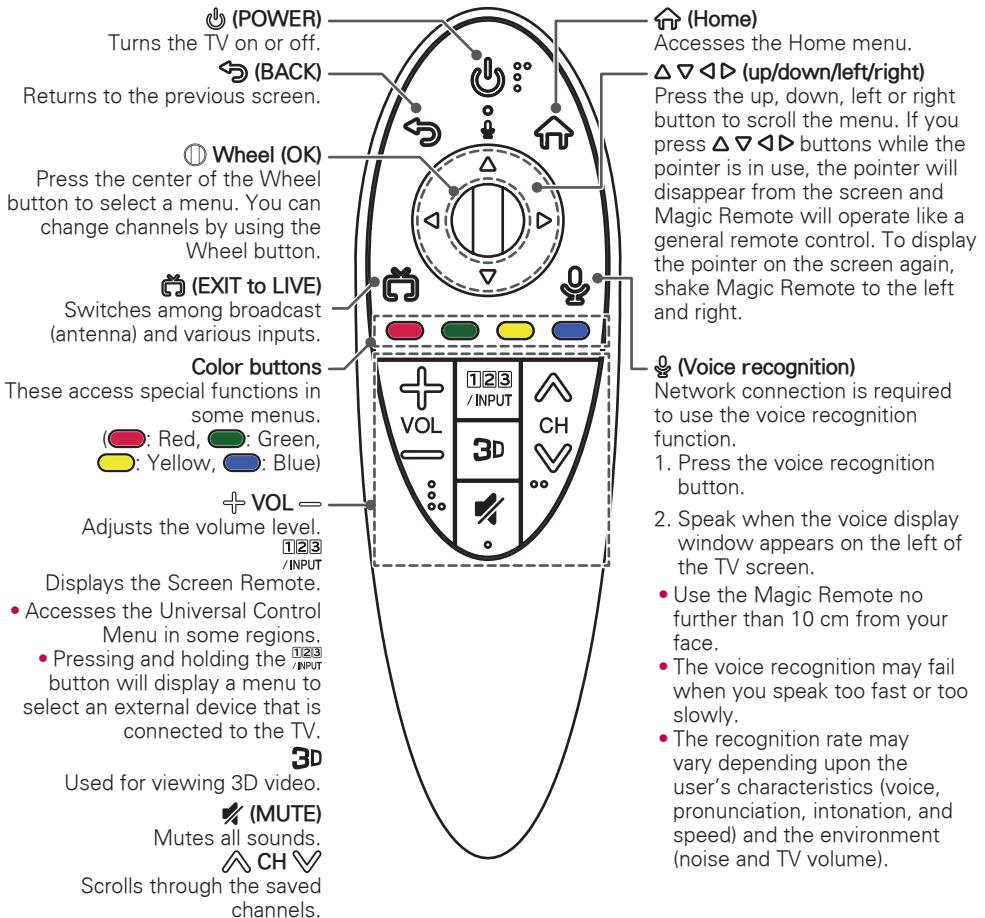 (POWER)
Turns the TV on or off.
(BACK)
Returns to the previous screen.
Wheel (OK)
Press the center of the Wheel
button to select a menu. You can
change channels by using the
Wheel button.
(EXIT to LIVE)
Switches among broadcast
(antenna) and various inputs.
Color buttons
These access special functions in
some menus.
( : Red, : Green,
: Yellow, : Blue)
VOL
Adjusts the volume level.
123
/ INPUT
Displays the Screen Remote.
• Accesses the Universal Control
Menu in some regions.
• Pressing and holding the 123 / INPUT
button will display a menu to
select an external device that is
connected to the TV.
3D
Used for viewing 3D video.
(MUTE)
Mutes all sounds.
CH
Scrolls through the saved
channels.
VOL
123
/ INPUT
3D
CH
(Home)
Accesses the Home menu.
△ ▽ ◁ ▷ (up/down/left/right)
Press the up, down, left or right
button to scroll the menu. If you
press △ ▽ ◁ ▷ buttons while the
pointer is in use, the pointer will
disappear from the screen and
Magic Remote will operate like a
general remote control. To display
the pointer on the screen again,
shake Magic Remote to the left
and right.
(Voice recognition)
Network connection is required
to use the voice recognition
function.
1. Press the voice recognition
button.
2. Speak when the voice display
window appears on the left of
the TV screen.
• Use the Magic Remote no
further than 10 cm from your
face.
• The voice recognition may fail
when you speak too fast or too
slowly.
• The recognition rate may
vary depending upon the
user's characteristics (voice,
pronunciation, intonation, and
speed) and the environment
(noise and TV volume).